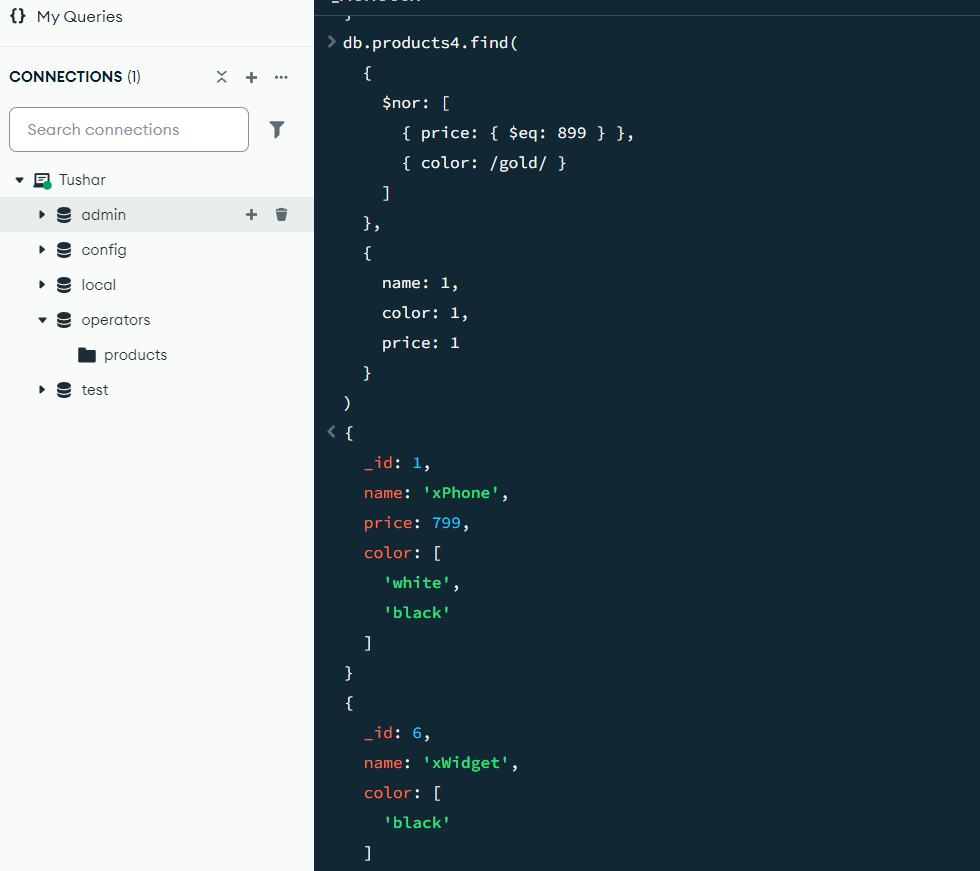 My Queries
CONNECTIONS (1)
Search connections
Tushar
admin
config
local
operators
products
test
db.products4.find(
{
$nor: [
{ price: { $eq: 899 } },
{ color: /gold/ }
]
},
{
name: 1,
color: 1,
price: 1
}
)
{
_id: 1,
name: 'xPhone',
price: 799,
color: [
'white',
'black'
]
}
{
_id: 6,
name: 'xWidget',
color: [
'black'
]